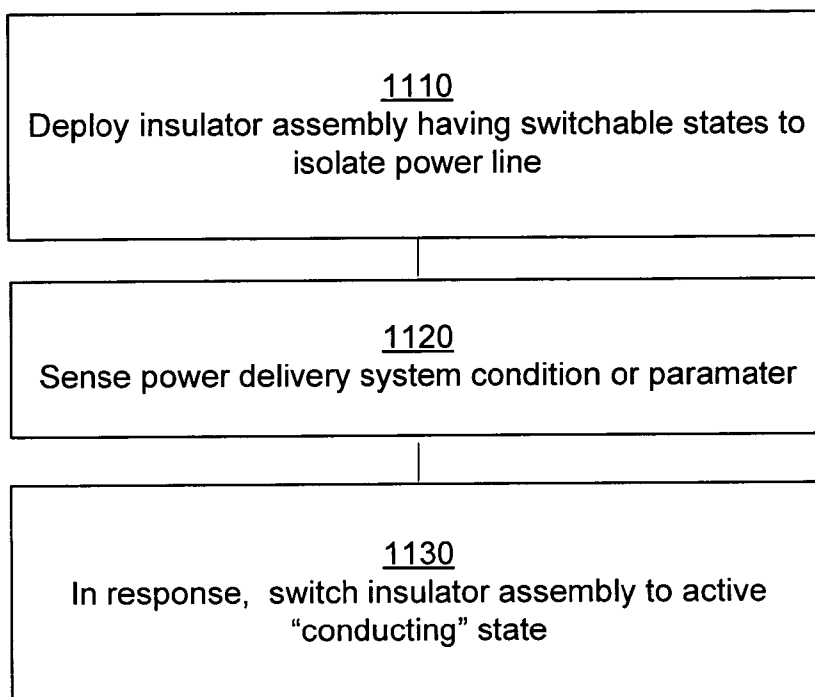 1110
Deploy insulator assembly having switchable states to
isolate power line
1120
Sense power delivery system condition or paramater
1130
In response, switch insulator assembly to active
“conducting” state